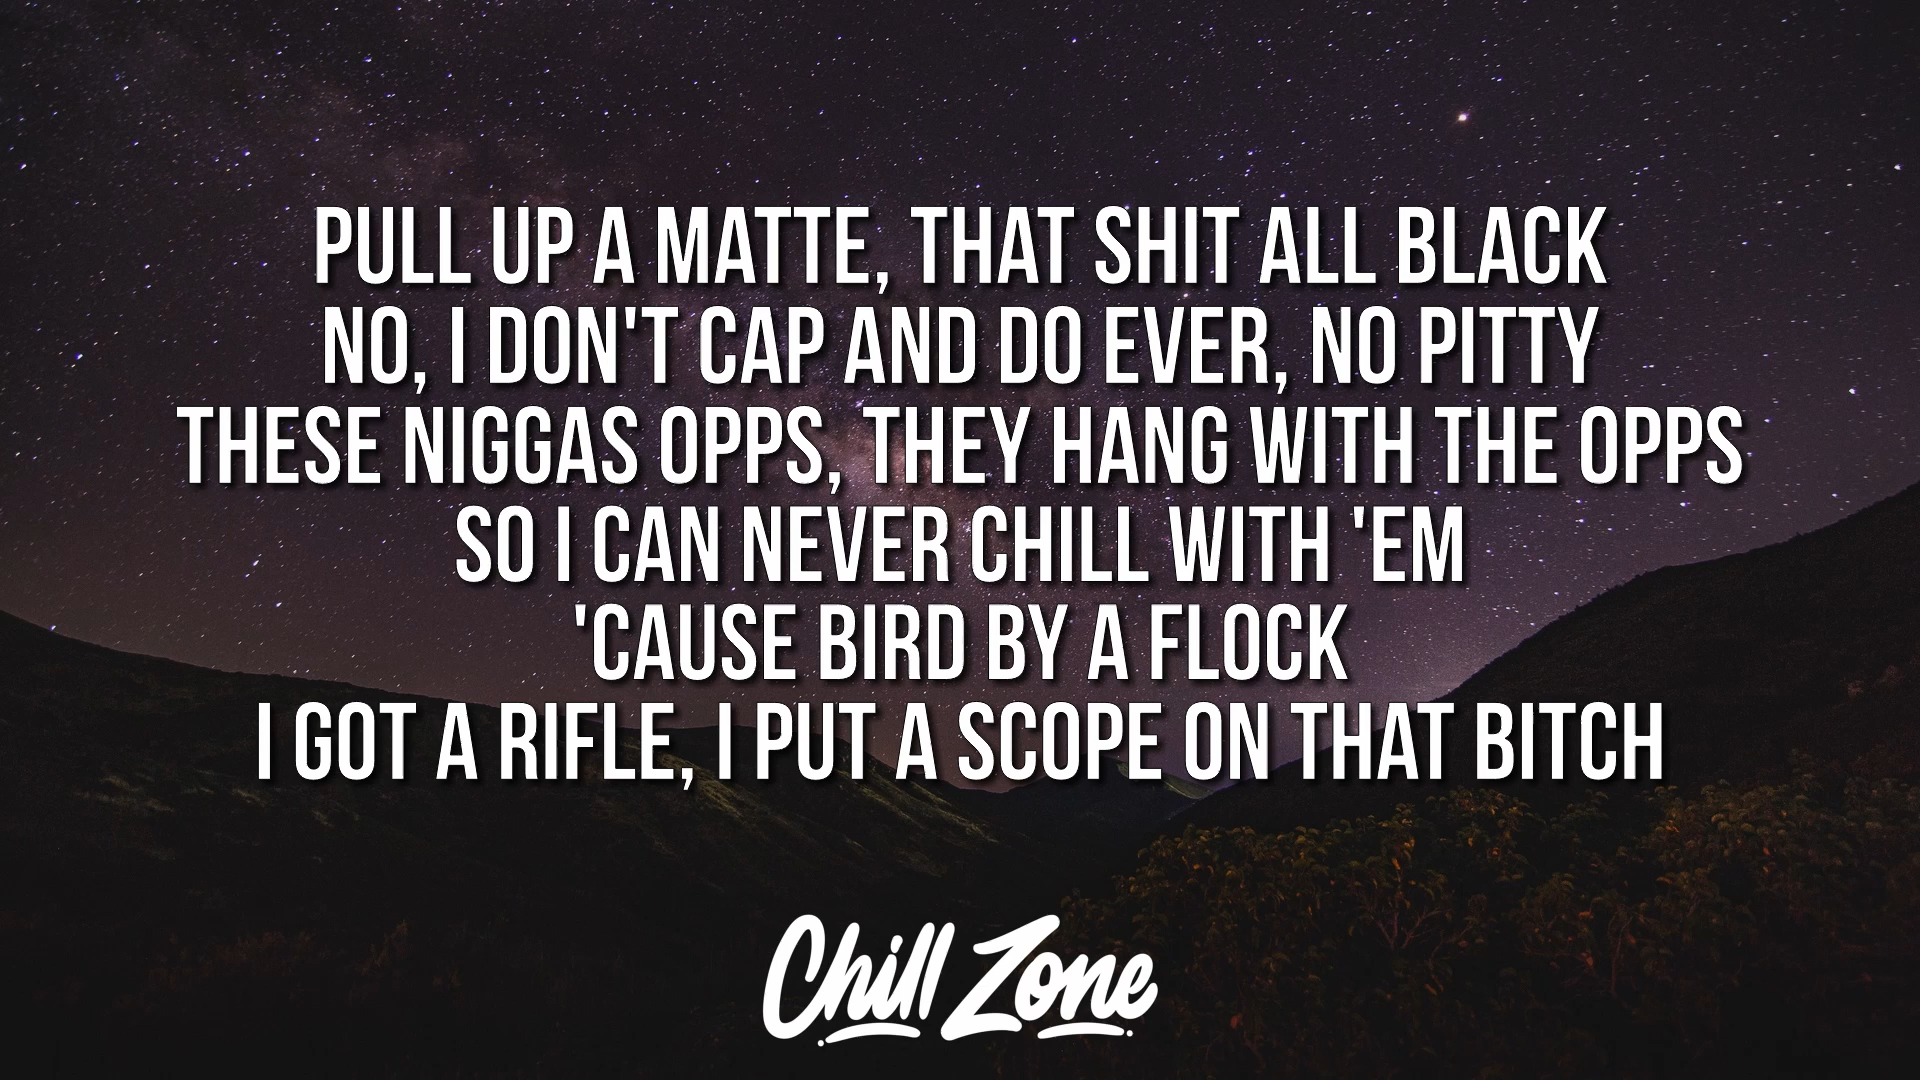 PULL UP A MATTE, THAT SHIT ALL BLACK
NO, I DON'T CAP AND DO EVER, NO PITTY
THESE NIGGAS OPPS, THEY HANG WITH THE OPPS
SO I CAN NEVER CHILL WITH 'EM
'CAUSE BIRD BY A FLOCK
I GOT A RIFLE, I PUT A SCOPE ON THAT BITCH
Chill Zone